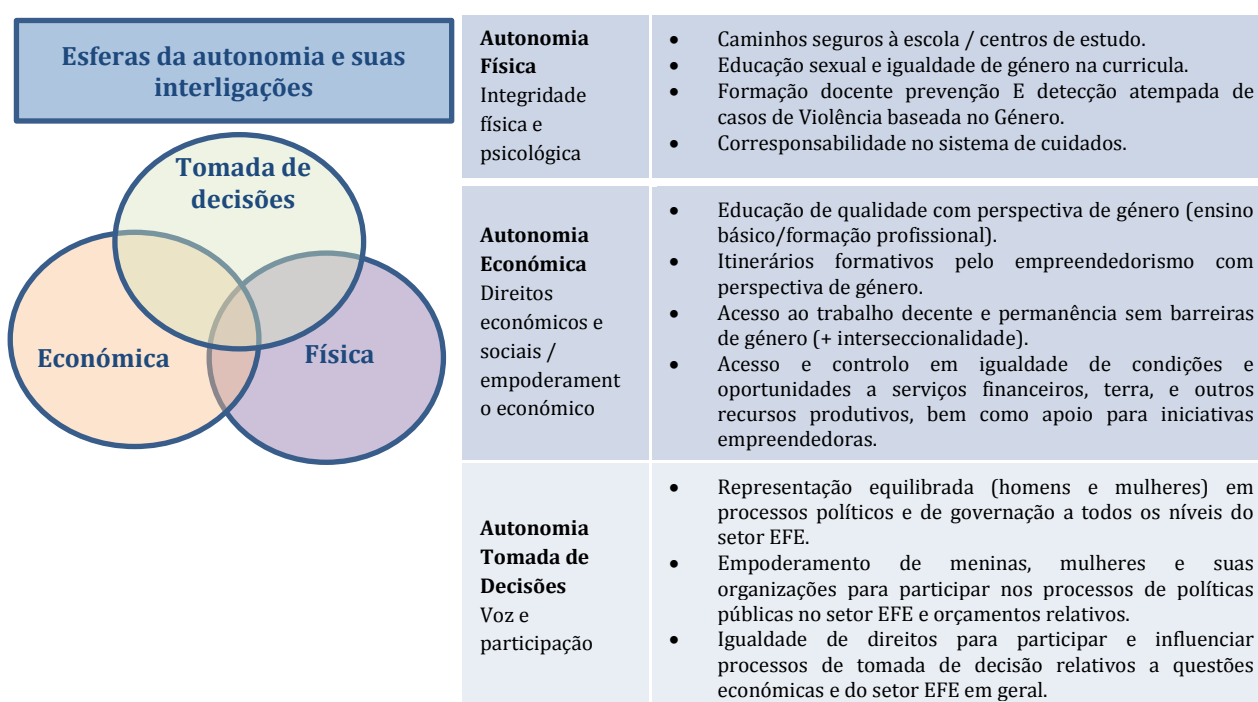 Esferas da autonomia e suas
interligações
Tomada de
decisões
Económica
Física
Autonomia
Física
Integridade
física e
psicológica
• Caminhos seguros à escola / centros de estudo.
• Educação sexual e igualdade de género na curricula.
• Formação docente prevenção E detecção atempada de
casos de Violência baseada no Género.
• Corresponsabilidade no sistema de cuidados.
Autonomia
Económica
Direitos
económicos e
sociais /
empoderament
o económico
• Educação de qualidade com perspectiva de género (ensino
básico/formação profissional).
• Itinerários formativos pelo empreendedorismo com
perspectiva de género.
• Acesso ao trabalho decente e permanência sem barreiras
de género (+ interseccionalidade).
• Acesso e controlo em igualdade de condições e
oportunidades a serviços financeiros, terra, e outros
recursos produtivos, bem como apoio para iniciativas
empreendedoras.
Autonomia
Tomada de
Decisões
Voz e
participação
• Representação equilibrada (homens e mulheres) em
processos políticos e de governação a todos os níveis do
setor EFE.
• Empoderamento de meninas, mulheres e suas
organizações para participar nos processos de políticas
públicas no setor EFE e orçamentos relativos.
• Igualdade de direitos para participar e influenciar
processos de tomada de decisão relativos a questões
económicas e do setor EFE em geral.